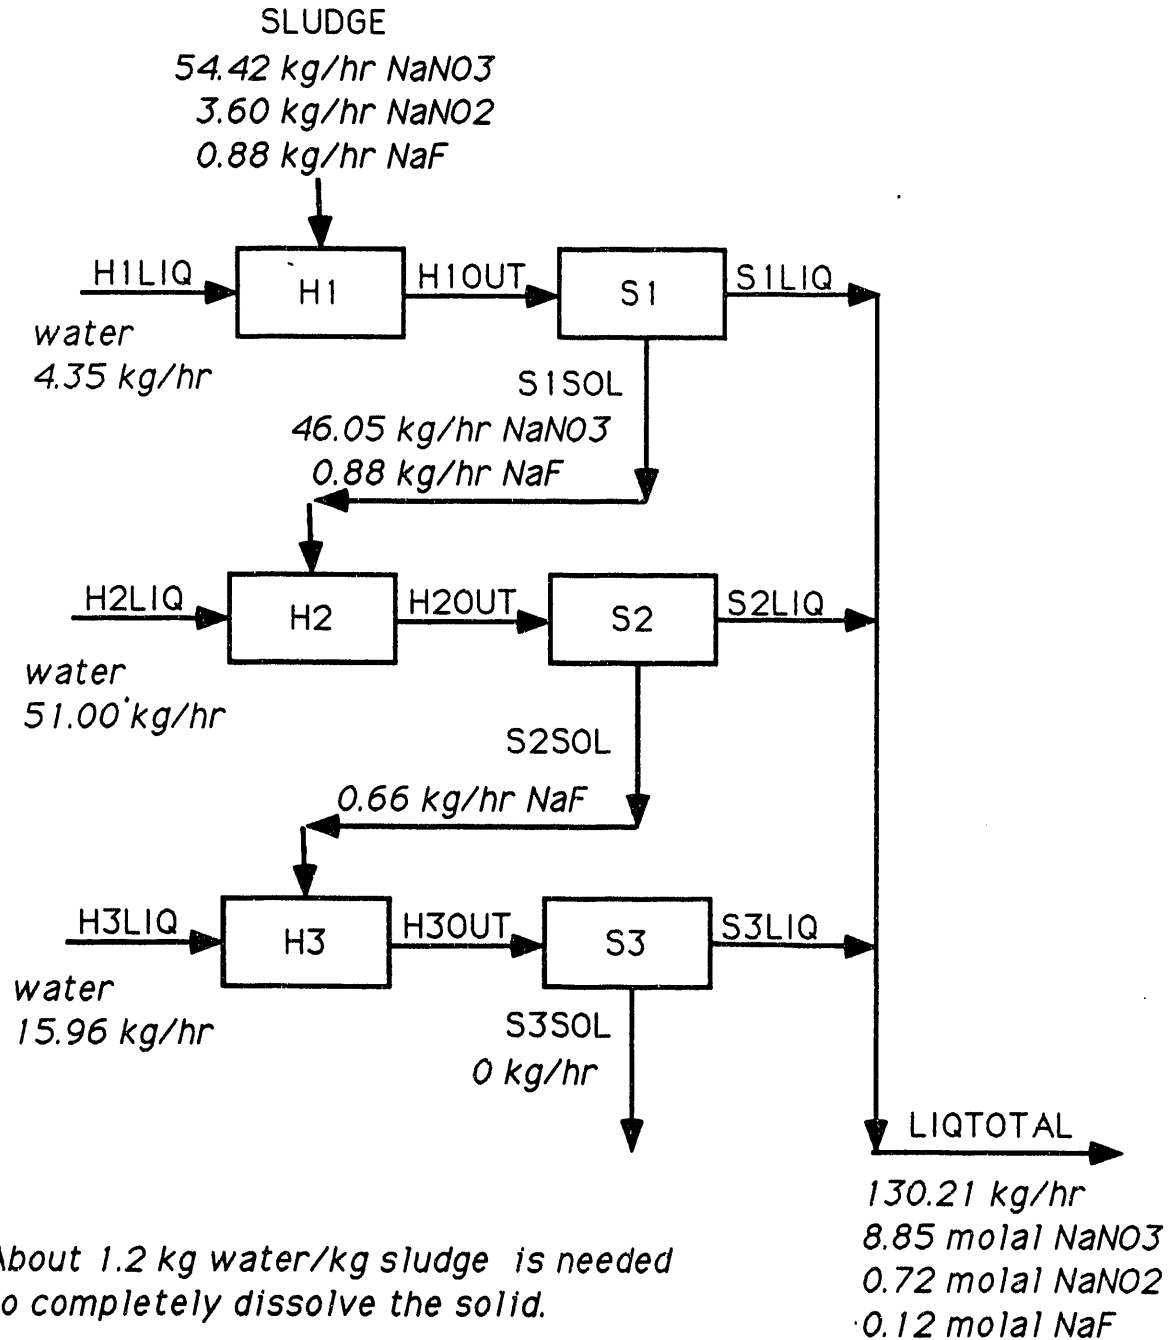 SLUDGE
54.42 kg/hr NaNO3
3.60 kg/hr NaNO2
0.88 kg/hr NaF
H1LIQ
H1
H1OUT
S1
S1LIQ
water
4.35 kg/hr
S1SOL
46.05 kg/hr NaNO3
0.88 kg/hr NaF
H2LIQ
H2
H2OUT
S2
S2LIQ
water
51.00 kg/hr
S2SOL
0.66 kg/hr NaF
H3LIQ
H3
H3OUT
S3
S3LIQ
water
15.96 kg/hr
S3SOL
0 kg/hr
LIQTOTAL
130.21 kg/hr
8.85 molal NaNO3
0.72 molal NaNO2
0.12 molal NaF
About 1.2 kg water/kg sludge is needed
o completely dissolve the solid.